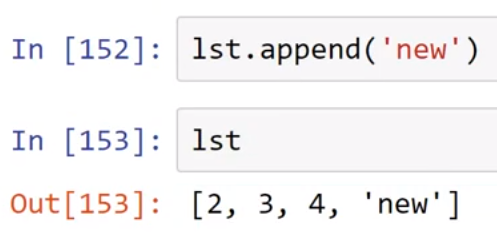 In [152]: lst.append('new')
In [153]: lst
Out[153]: [2, 3, 4, 'new']